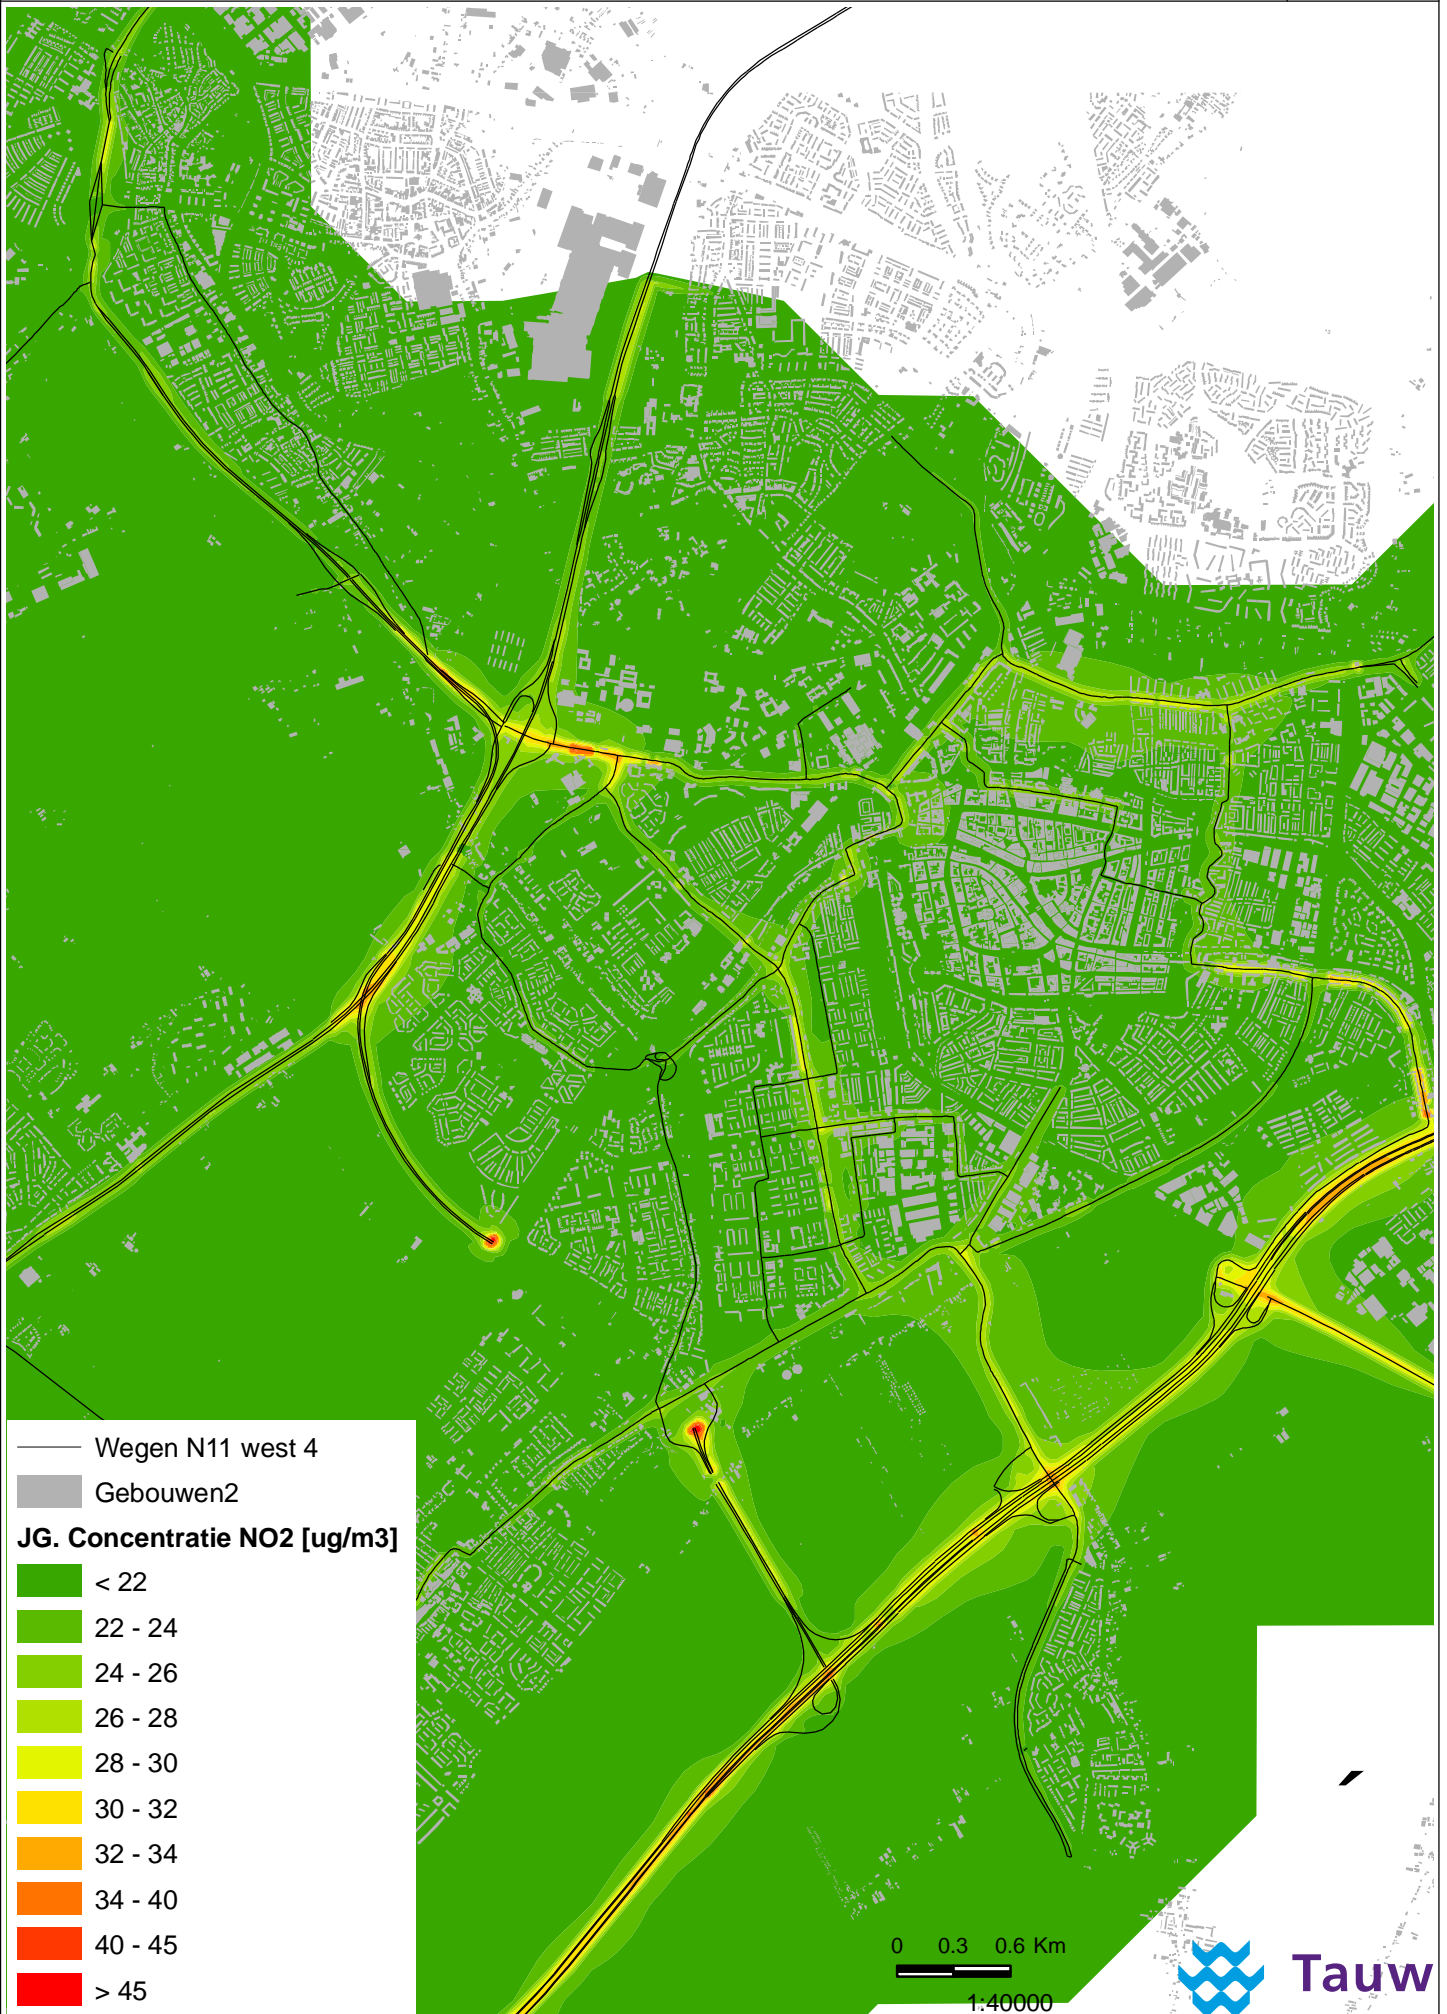 Wegen N11 west 4
Gebouwen2
JG. Concentratie NO2 [ug/m3]
< 22
22 - 24
24 - 26
26 - 28
28 - 30
30 - 32
32 - 34
34 - 40
40 - 45
> 45
0 0.3 0.6 Km
1:40000
Tauw